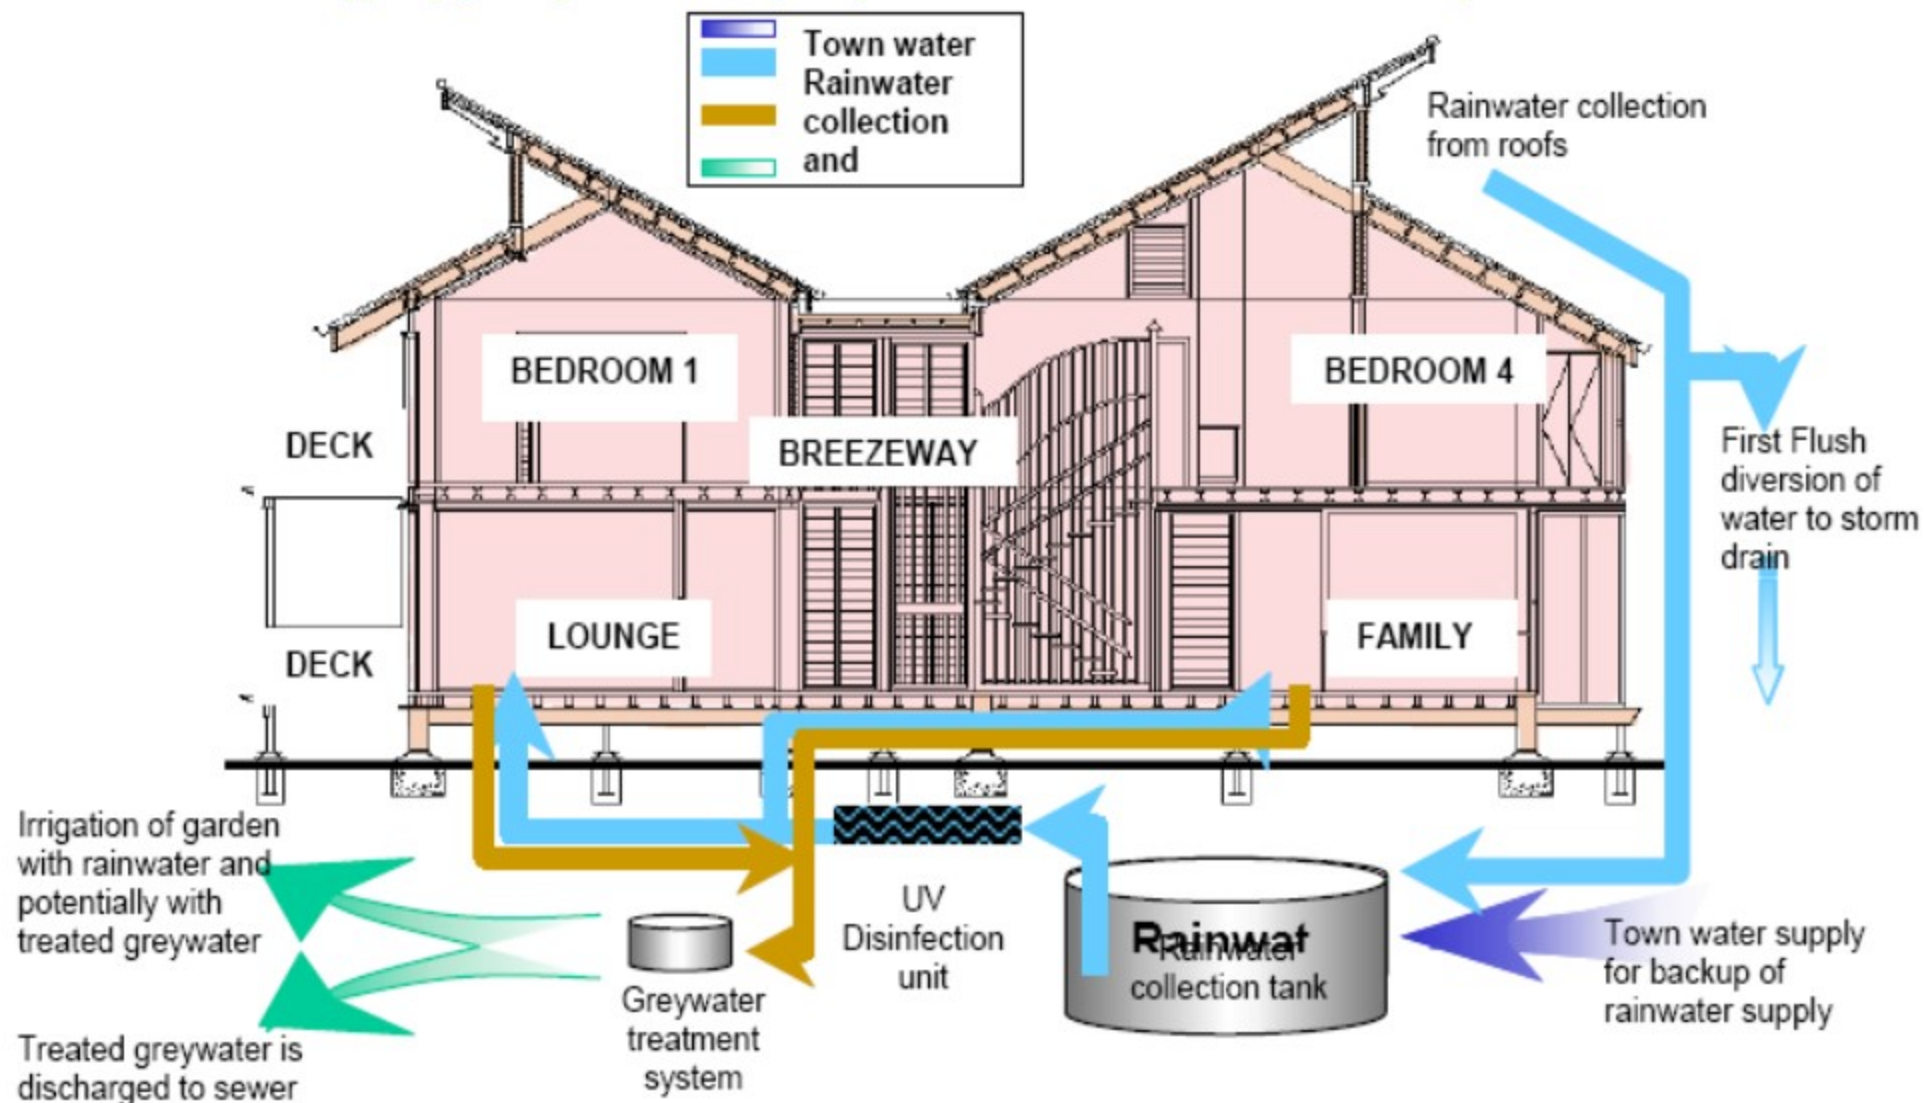 Town water
Rainwater
collection
and
Rainwater collection
from roofs
BEDROOM 1
BEDROOM 4
BREEZEWAY
DECK
First Flush
diversion of
water to storm
drain
LOUNGE
FAMILY
DECK
Irrigation of garden
with rainwater and
potentially with
treated greywater
UV
Disinfection
unit
Rainwat
Rainwater
collection tank
Town water supply
for backup of
rainwater supply
Greywater
treatment
system
Treated greywater is
discharged to sewer